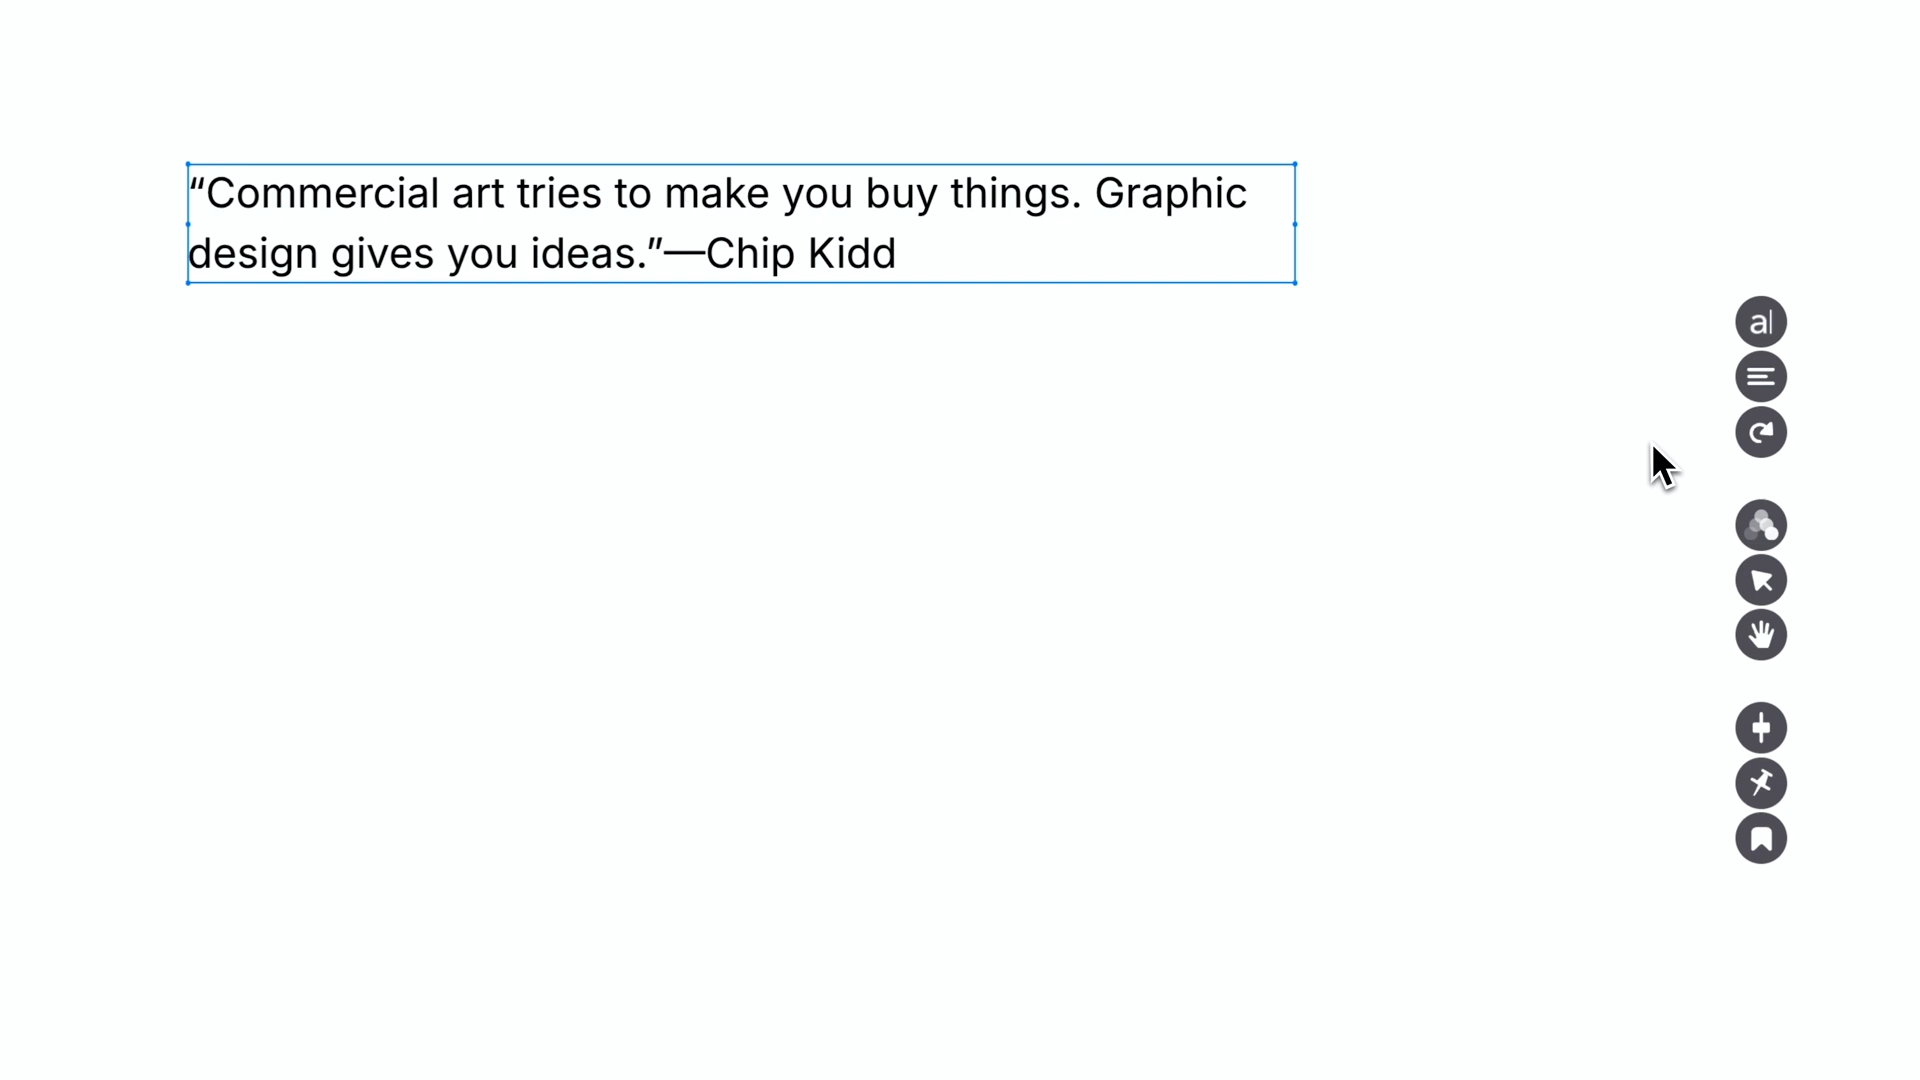 “Commercial art tries to make you buy things. Graphic
design gives you ideas.”—Chip Kidd
a